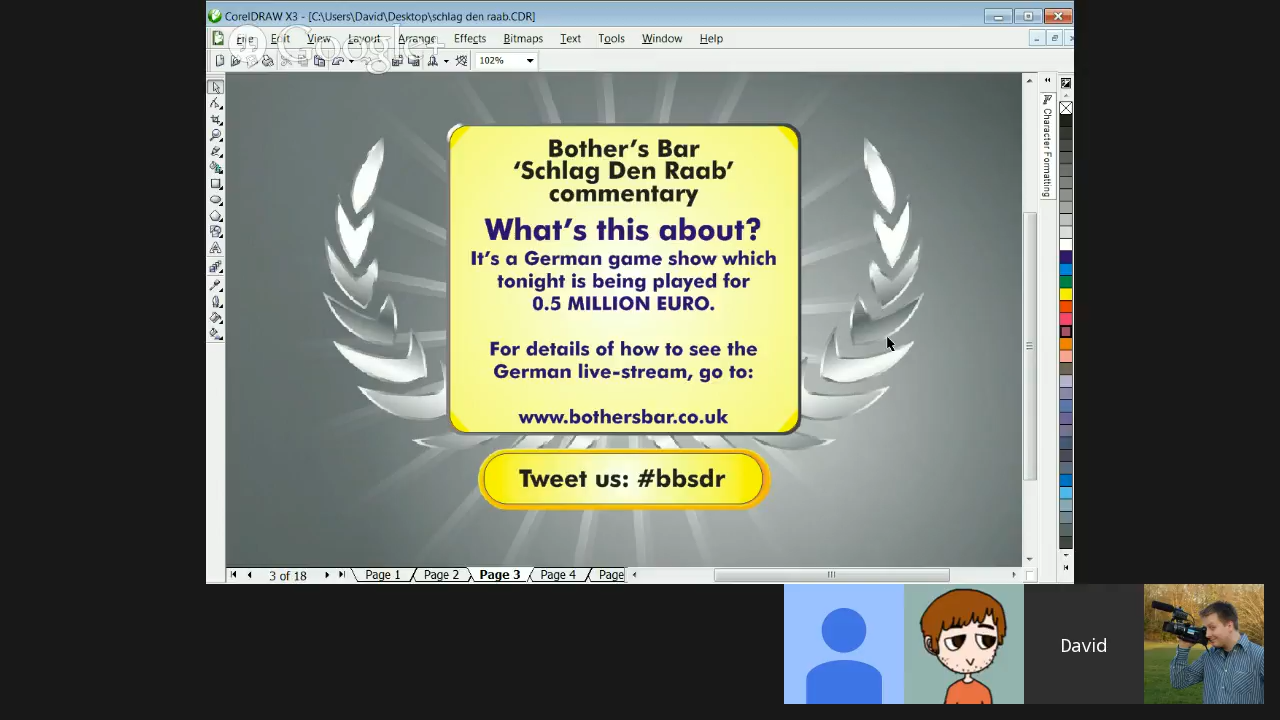 CorelDRAW X3 - [C:\Users\David\Desktop\schlag den raab.CDR]
File Edit View Layout Arrange Effects Bitmaps Text Tools Window Help
Google+
102%
Character Formatting
Bother's Bar
'Schlag Den Raab'
commentary
What's this about?
It's a German game show which
tonight is being played for
0.5 MILLION EURO.
For details of how to see the
German live-stream, go to:
www.bothersbar.co.uk
Tweet us: #bbsdr
3 of 18 Page 1 Page 2 Page 3 Page 4 Page
David